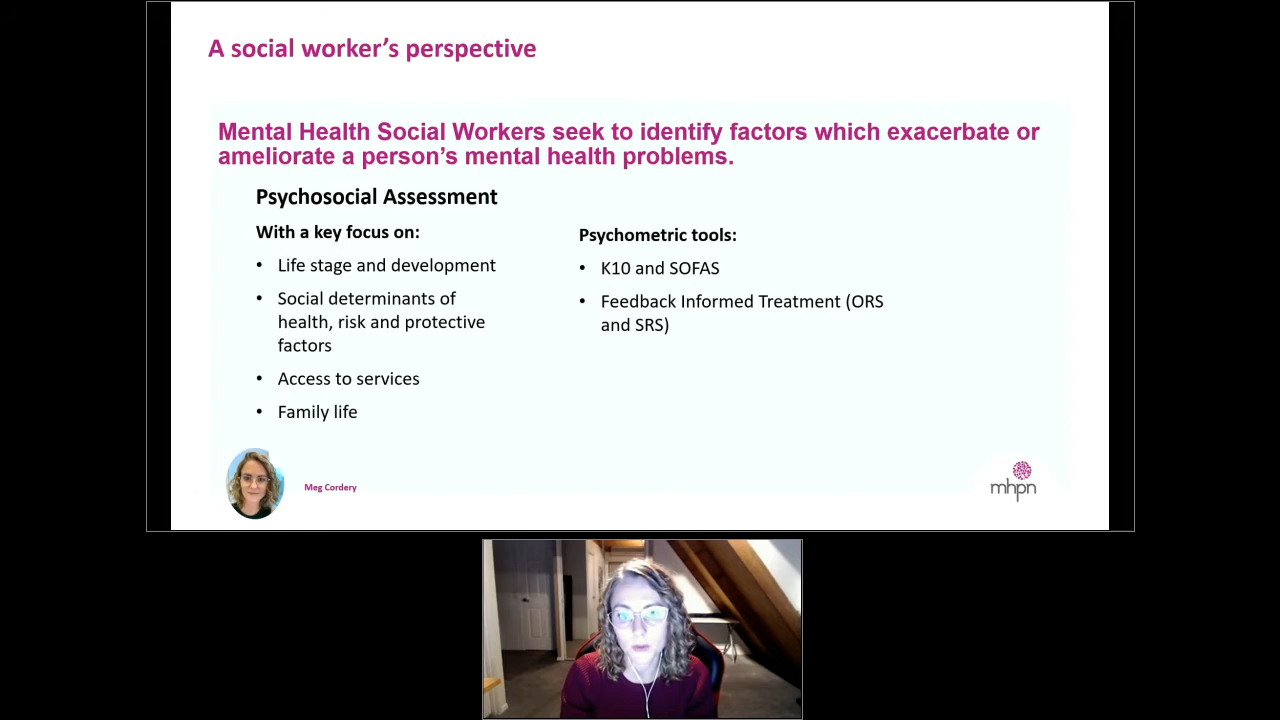 A social worker’s perspective
Mental Health Social Workers seek to identify factors which exacerbate or
ameliorate a person’s mental health problems.
Psychosocial Assessment
With a key focus on:
• Life stage and development
• Social determinants of
health, risk and protective
factors
• Access to services
• Family life
Psychometric tools:
• K10 and SOFAS
• Feedback Informed Treatment (ORS
and SRS)
Meg Cordery
mhpn